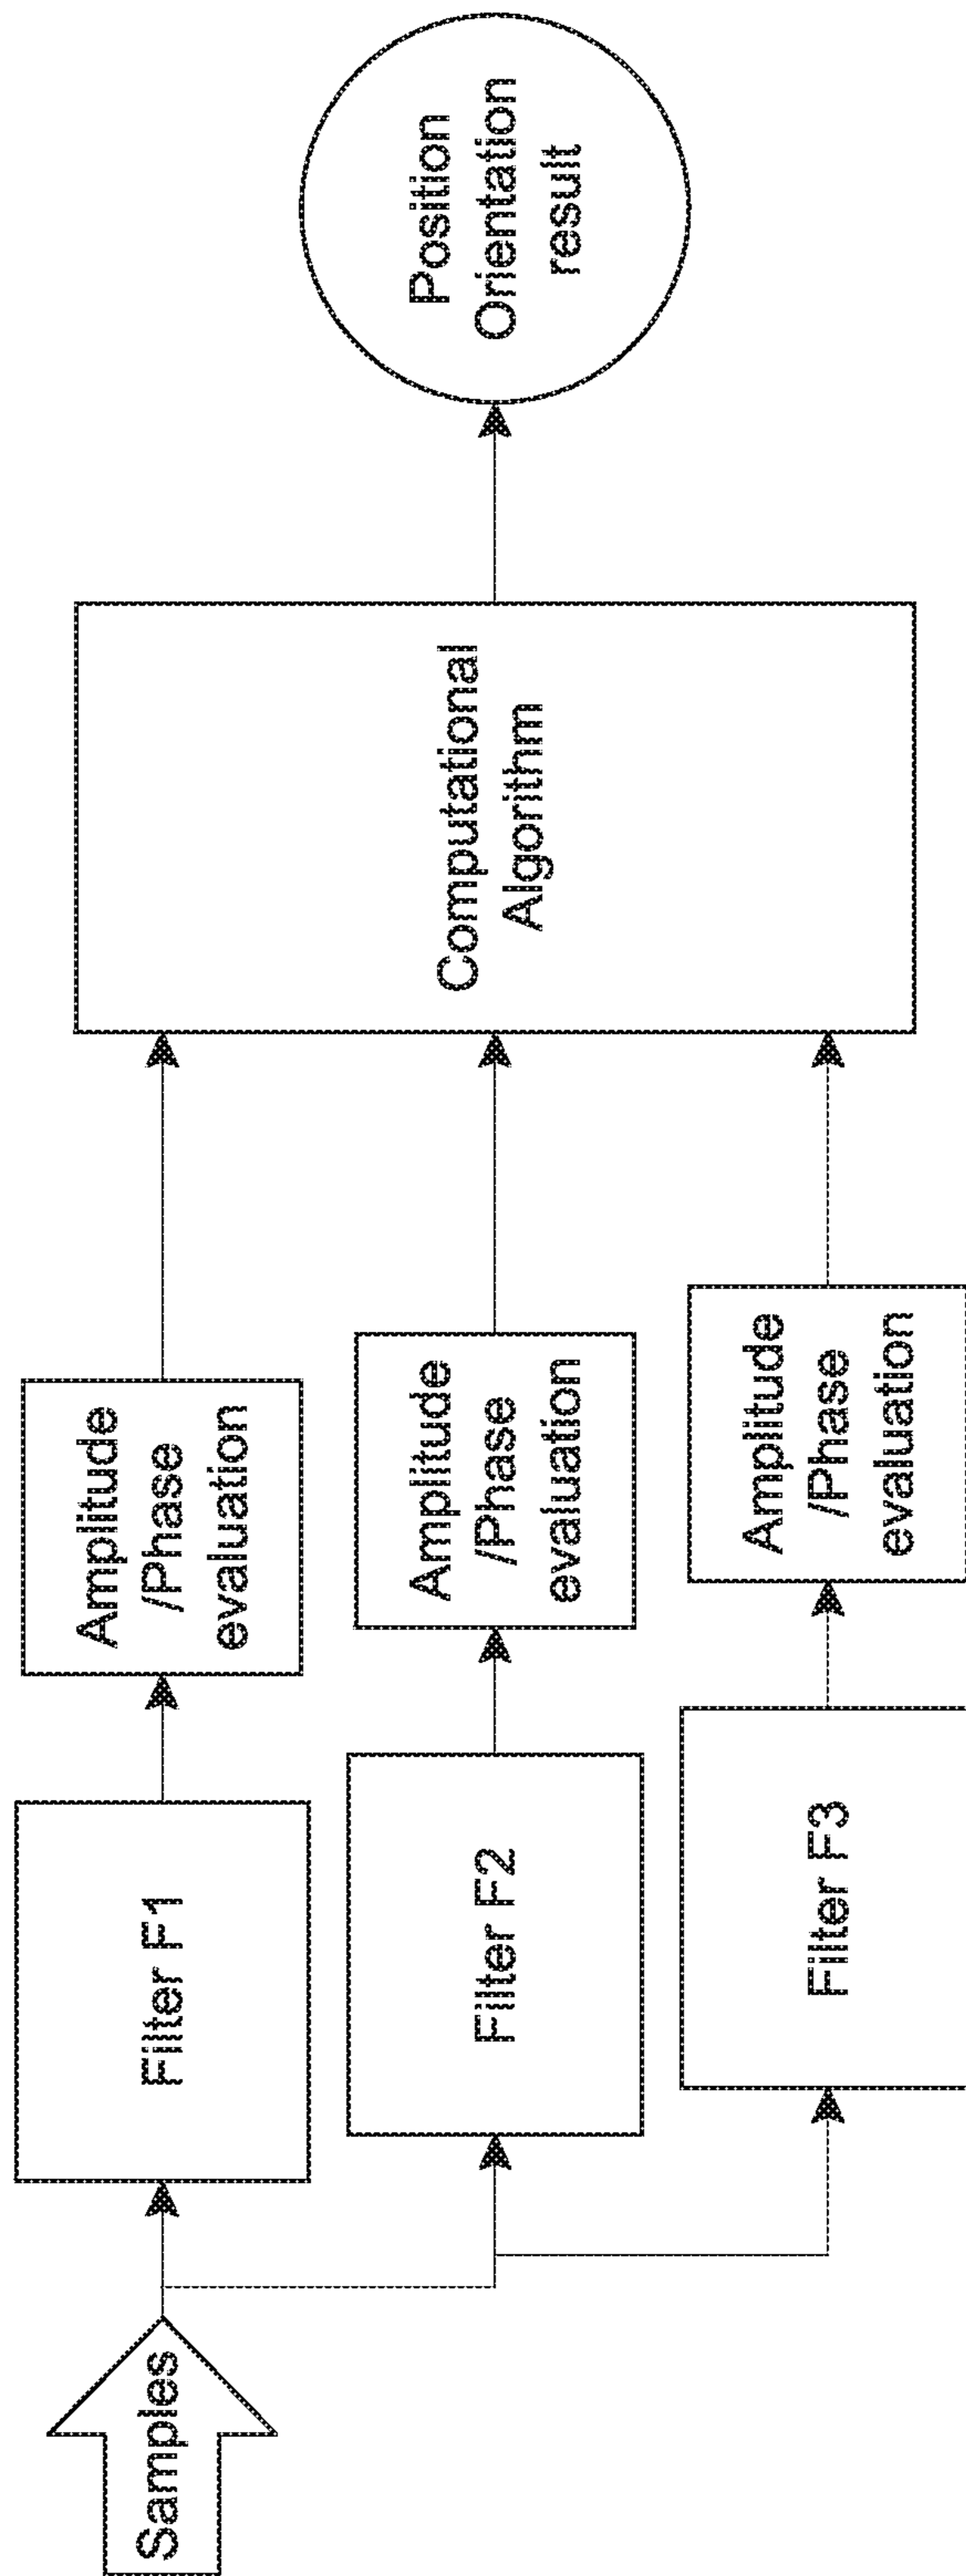 Samples
Filter F1
Filter F2
Filter F3
Amplitude
/Phase
evaluation
Amplitude
/Phase
evaluation
Amplitude
/Phase
evaluation
Computational
Algorithm
Position
Orientation
result